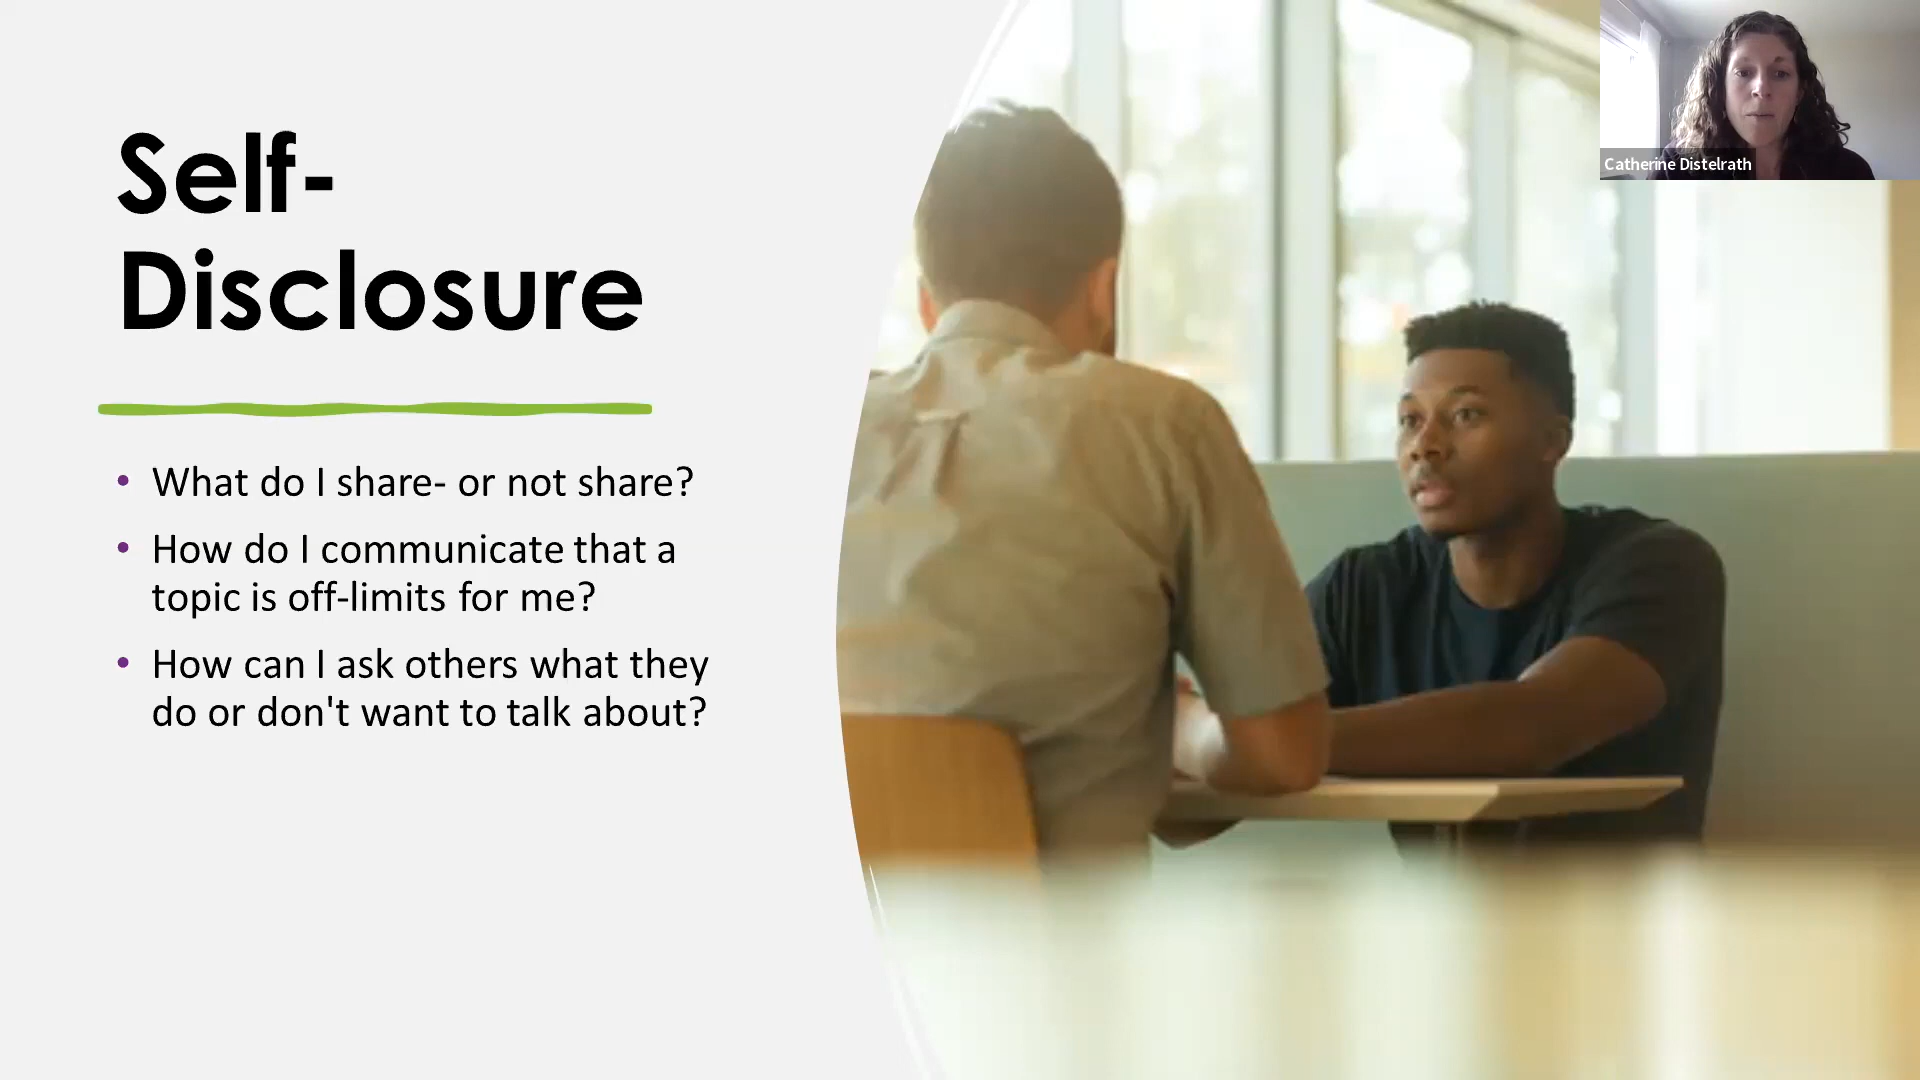 Self-
Disclosure
• What do I share- or not share?
• How do I communicate that a
topic is off-limits for me?
• How can I ask others what they
do or don't want to talk about?
Catherine Distelrath